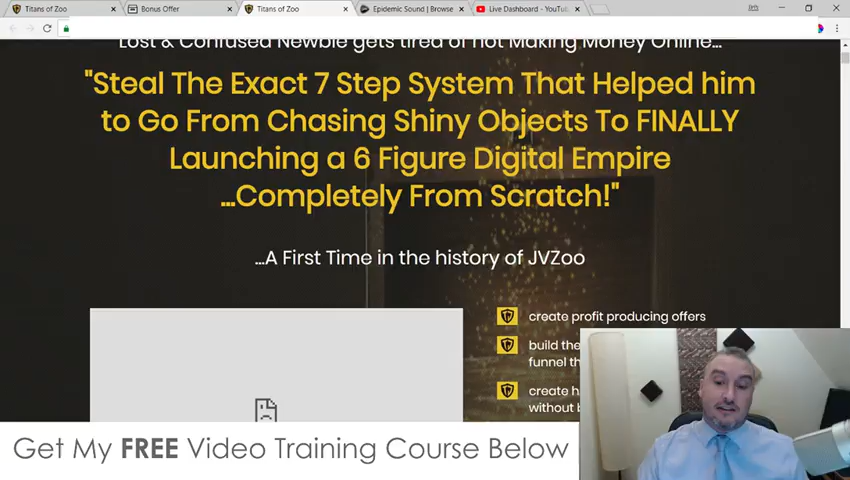 Titans of Zoo
Bonus Offer
Titans of Zoo
Epidemic Sound | Browse
Live Dashboard - YouTu
Lost & Confused Newbie gets tired of not Making Money Online...
"Steal The Exact 7 Step System That Helped him
to Go From Chasing Shiny Objects To FINALLY
Launching a 6 Figure Digital Empire
...Completely From Scratch!"
...A First Time in the history of JVZoo
create profit producing offers
build the
funnel th
create h
without b
Get My FREE Video Training Course Below